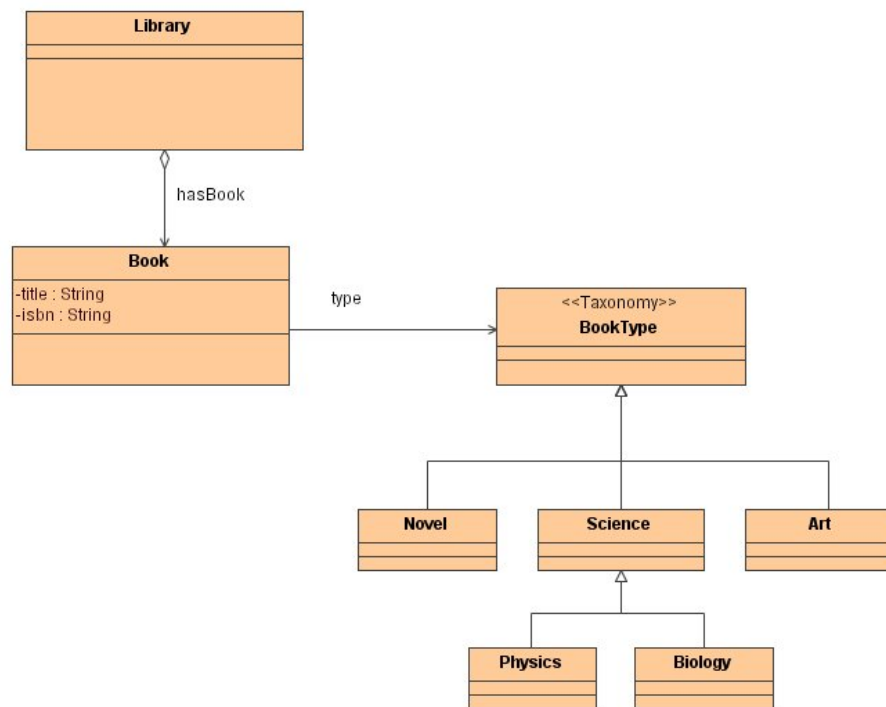 Library
hasBook
Book
-title : String
-isbn : String
type
<<Taxonomy>>
BookType
Novel
Science
Art
Physics
Biology